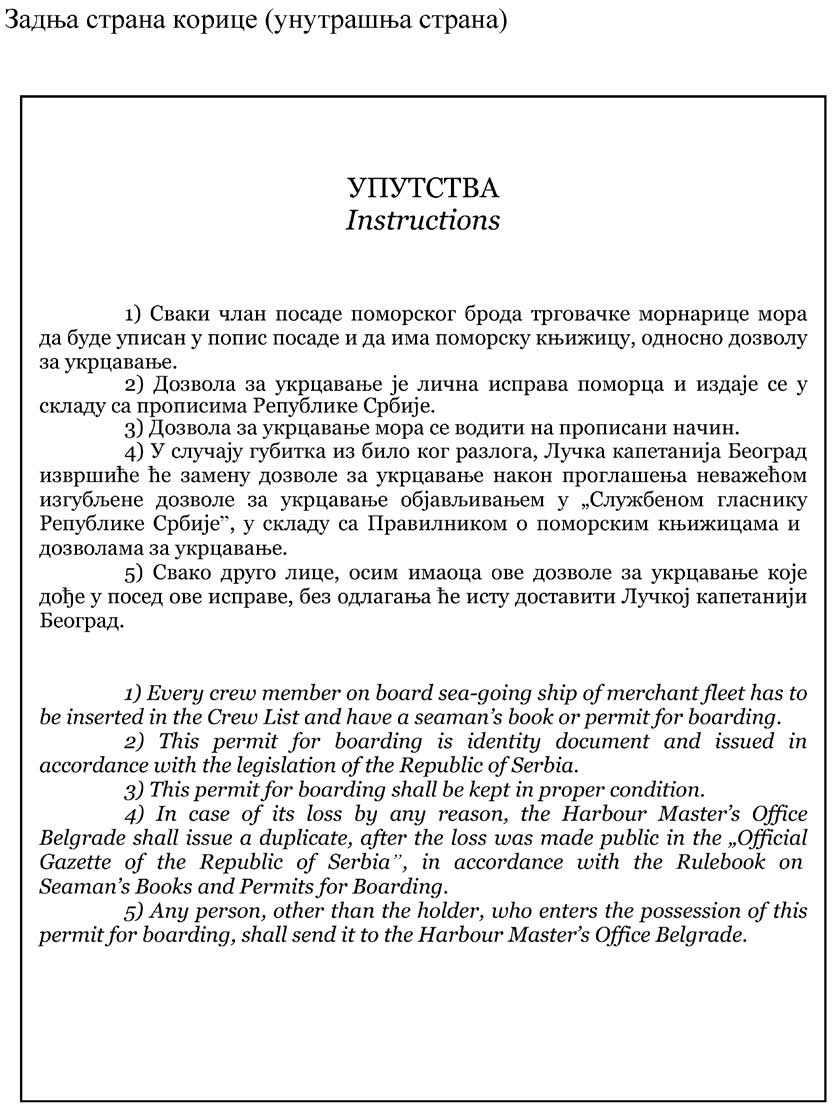 Задња страна корице (унутрашња страна)
УПУТСТВА
Instructions
1) Сваки члан посаде поморског брода трговачке морнарице мора
да буде уписан у попис посаде и да има поморску књижицу, односно дозволу
за укрцавање.
2) Дозвола за укрцавање је лична исправа поморца и издаје се у
складу са прописима Републике Србије.
3) Дозвола за укрцавање мора се водити на прописани начин.
4) У случају губитка из било ког разлога, Лучка капетанија Београд
извршиће ће замену дозволе за укрцавање након проглашења неважећом
изгубљене дозволе за укрцавање објављивањем у „Службеном гласнику
Републике Србије”, у складу са Правилником о поморским књижицама и
дозволама за укрцавање.
5) Свако друго лице, осим имаоца ове дозволе за укрцавање које
дође у посед ове исправе, без одлагања ће исту доставити Лучкој капетанији
Београд.
1) Every crew member on board sea-going ship of merchant fleet has to
be inserted in the Crew List and have a seaman’s book or permit for boarding.
2) This permit for boarding is identity document and issued in
accordance with the legislation of the Republic of Serbia.
3) This permit for boarding shall be kept in proper condition.
4) In case of its loss by any reason, the Harbour Master’s Office
Belgrade shall issue a duplicate, after the loss was made public in the „Official
Gazette of the Republic of Serbia”, in accordance with the Rulebook on
Seaman’s Books and Permits for Boarding.
5) Any person, other than the holder, who enters the possession of this
permit for boarding, shall send it to the Harbour Master’s Office Belgrade.